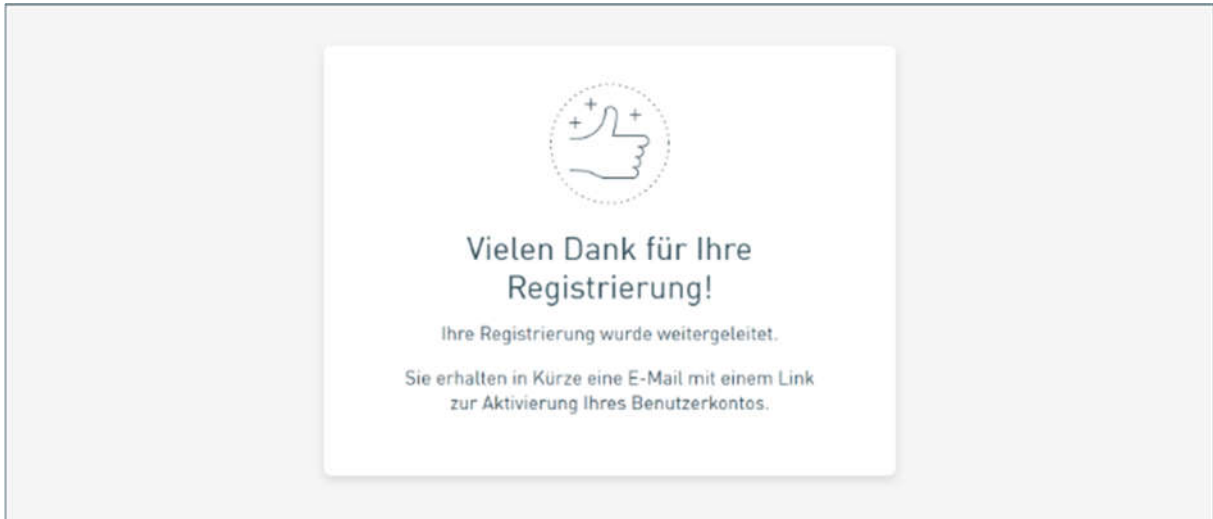 Vielen Dank für Ihre
Registrierung!
Ihre Registrierung wurde weitergeleitet.
Sie erhalten in Kürze eine E-Mail mit einem Link
zur Aktivierung Ihres Benutzerkontos.